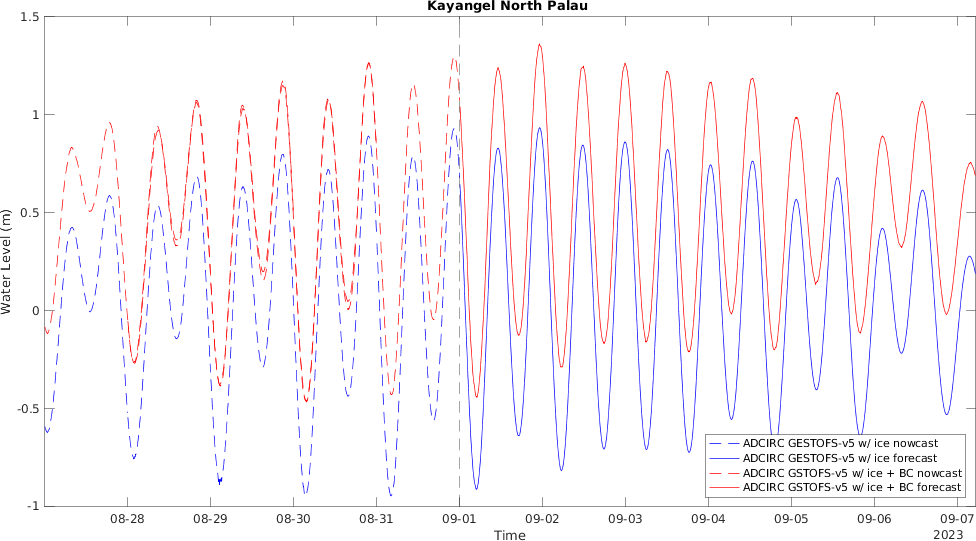 Kayangel North Palau
1.5
1
0.5
0
-0.5
-1
Water Level (m)
ADCIRC GESTOFS-v5 w/ ice nowcast
ADCIRC GESTOFS-v5 w/ ice forecast
ADCIRC GSTOFS-v5 w/ ice + BC nowcast
ADCIRC GSTOFS-v5 w/ ice + BC forecast
08-28 08-29 08-30 08-31 09-01 09-02 09-03 09-04 09-05 09-06 09-07
Time
2023